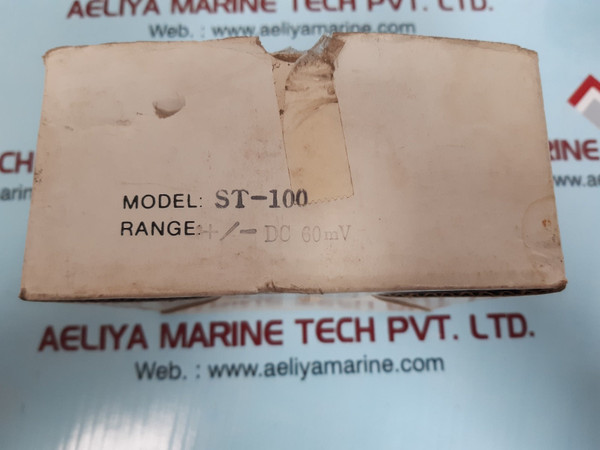 AELIYA MARINE TECH PVT. LTD.
Web. : www.aeliyamarine.com
MODEL: ST-100
RANGE: +/- DC 60mV
AELIYA MARINE TECH PVT. LTD.
Web. : www.aeliyamarine.com